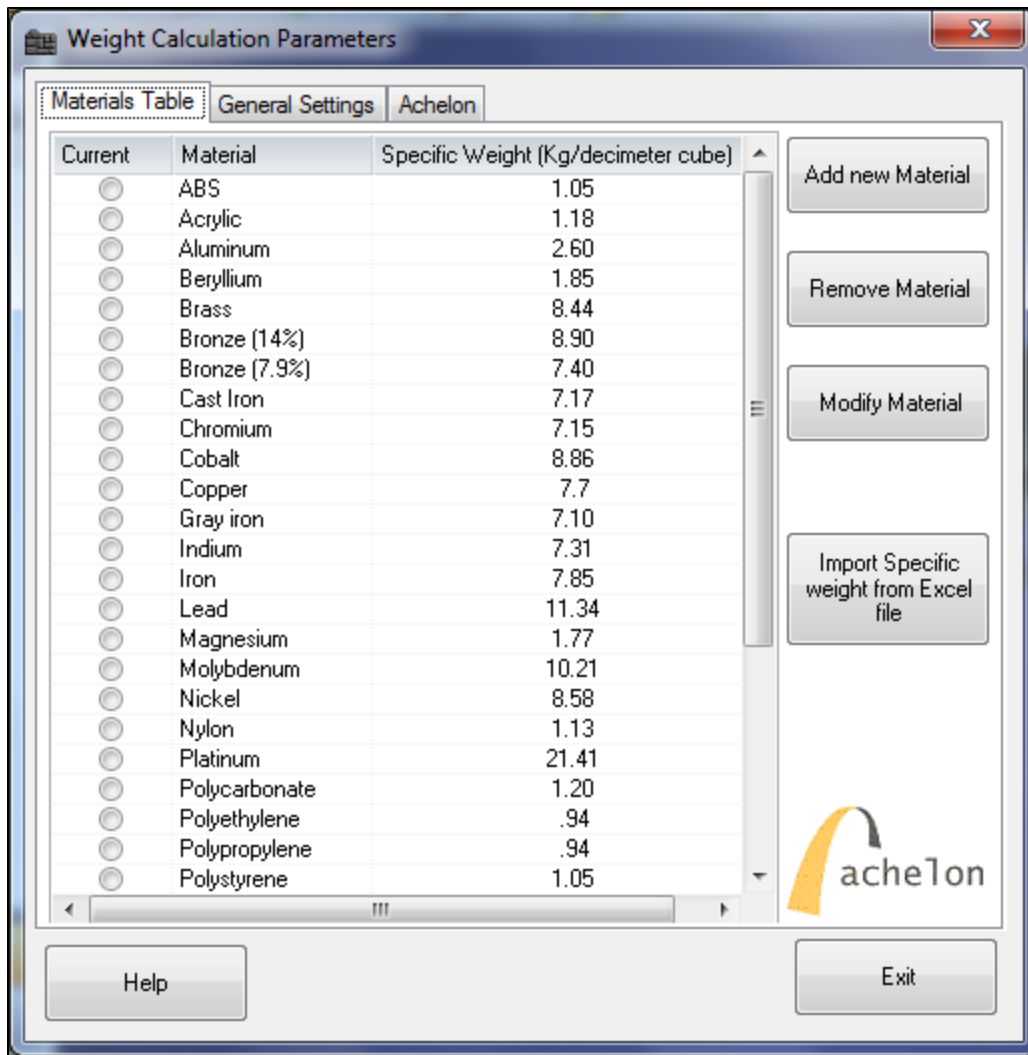 Weight Calculation Parameters
Materials Table General Settings Achelon
Current Material Specific Weight (Kg/decimeter cube)
ABS 1.05
Acrylic 1.18
Aluminum 2.60
Beryllium 1.85
Brass 8.44
Bronze (14%) 8.90
Bronze (7.9%) 7.40
Cast Iron 7.17
Chromium 7.15
Cobalt 8.86
Copper 7.7
Gray iron 7.10
Indium 7.31
Iron 7.85
Lead 11.34
Magnesium 1.77
Molybdenum 10.21
Nickel 8.58
Nylon 1.13
Platinum 21.41
Polycarbonate 1.20
Polyethylene .94
Polypropylene .94
Polystyrene 1.05
Add new Material
Remove Material
Modify Material
Import Specific
weight from Excel
file
achelon
Help
Exit